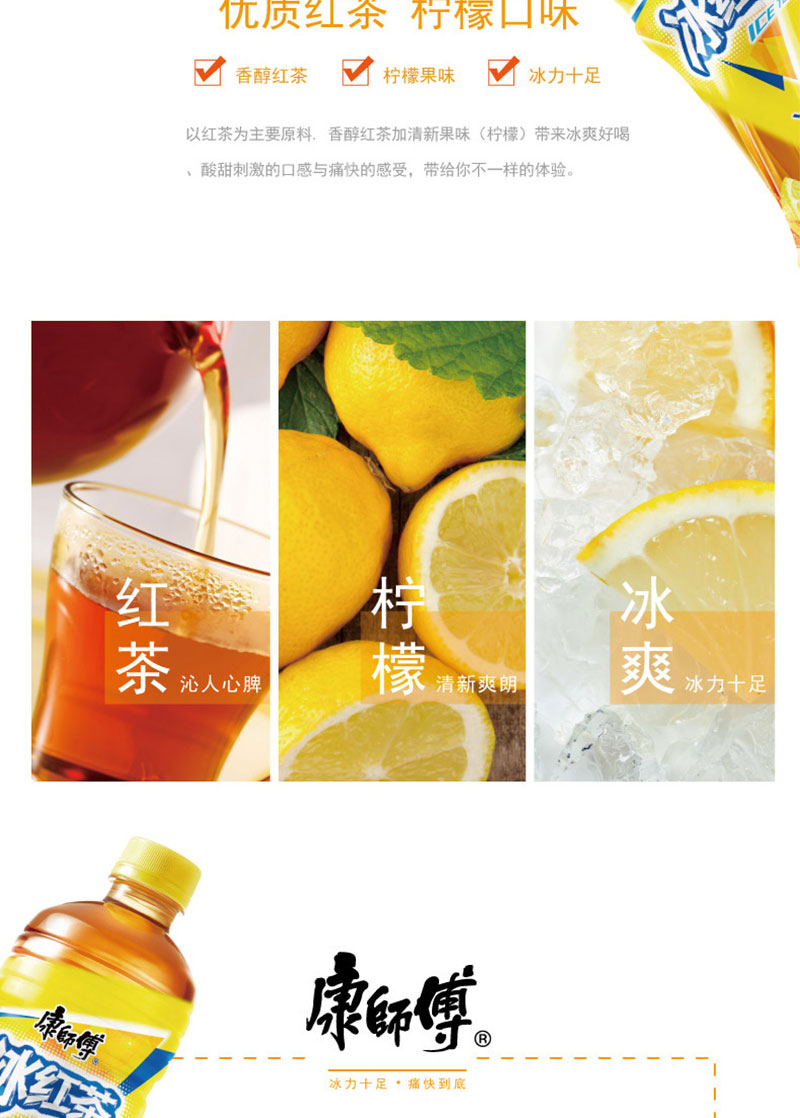 优质红茶 柠檬口味
香醇红茶 柠檬果味 冰力十足
以红茶为主要原料.香醇红茶加清新果味（柠檬）带来冰爽好喝
、酸甜刺激的口感与痛快的感受，带给你不一样的体验。
冰红茶
ICE
红茶
沁人心脾
柠檬
清新爽朗
冰爽
冰力十足
康師傅
冰红茶
康師傅®
冰力十足·痛快到底